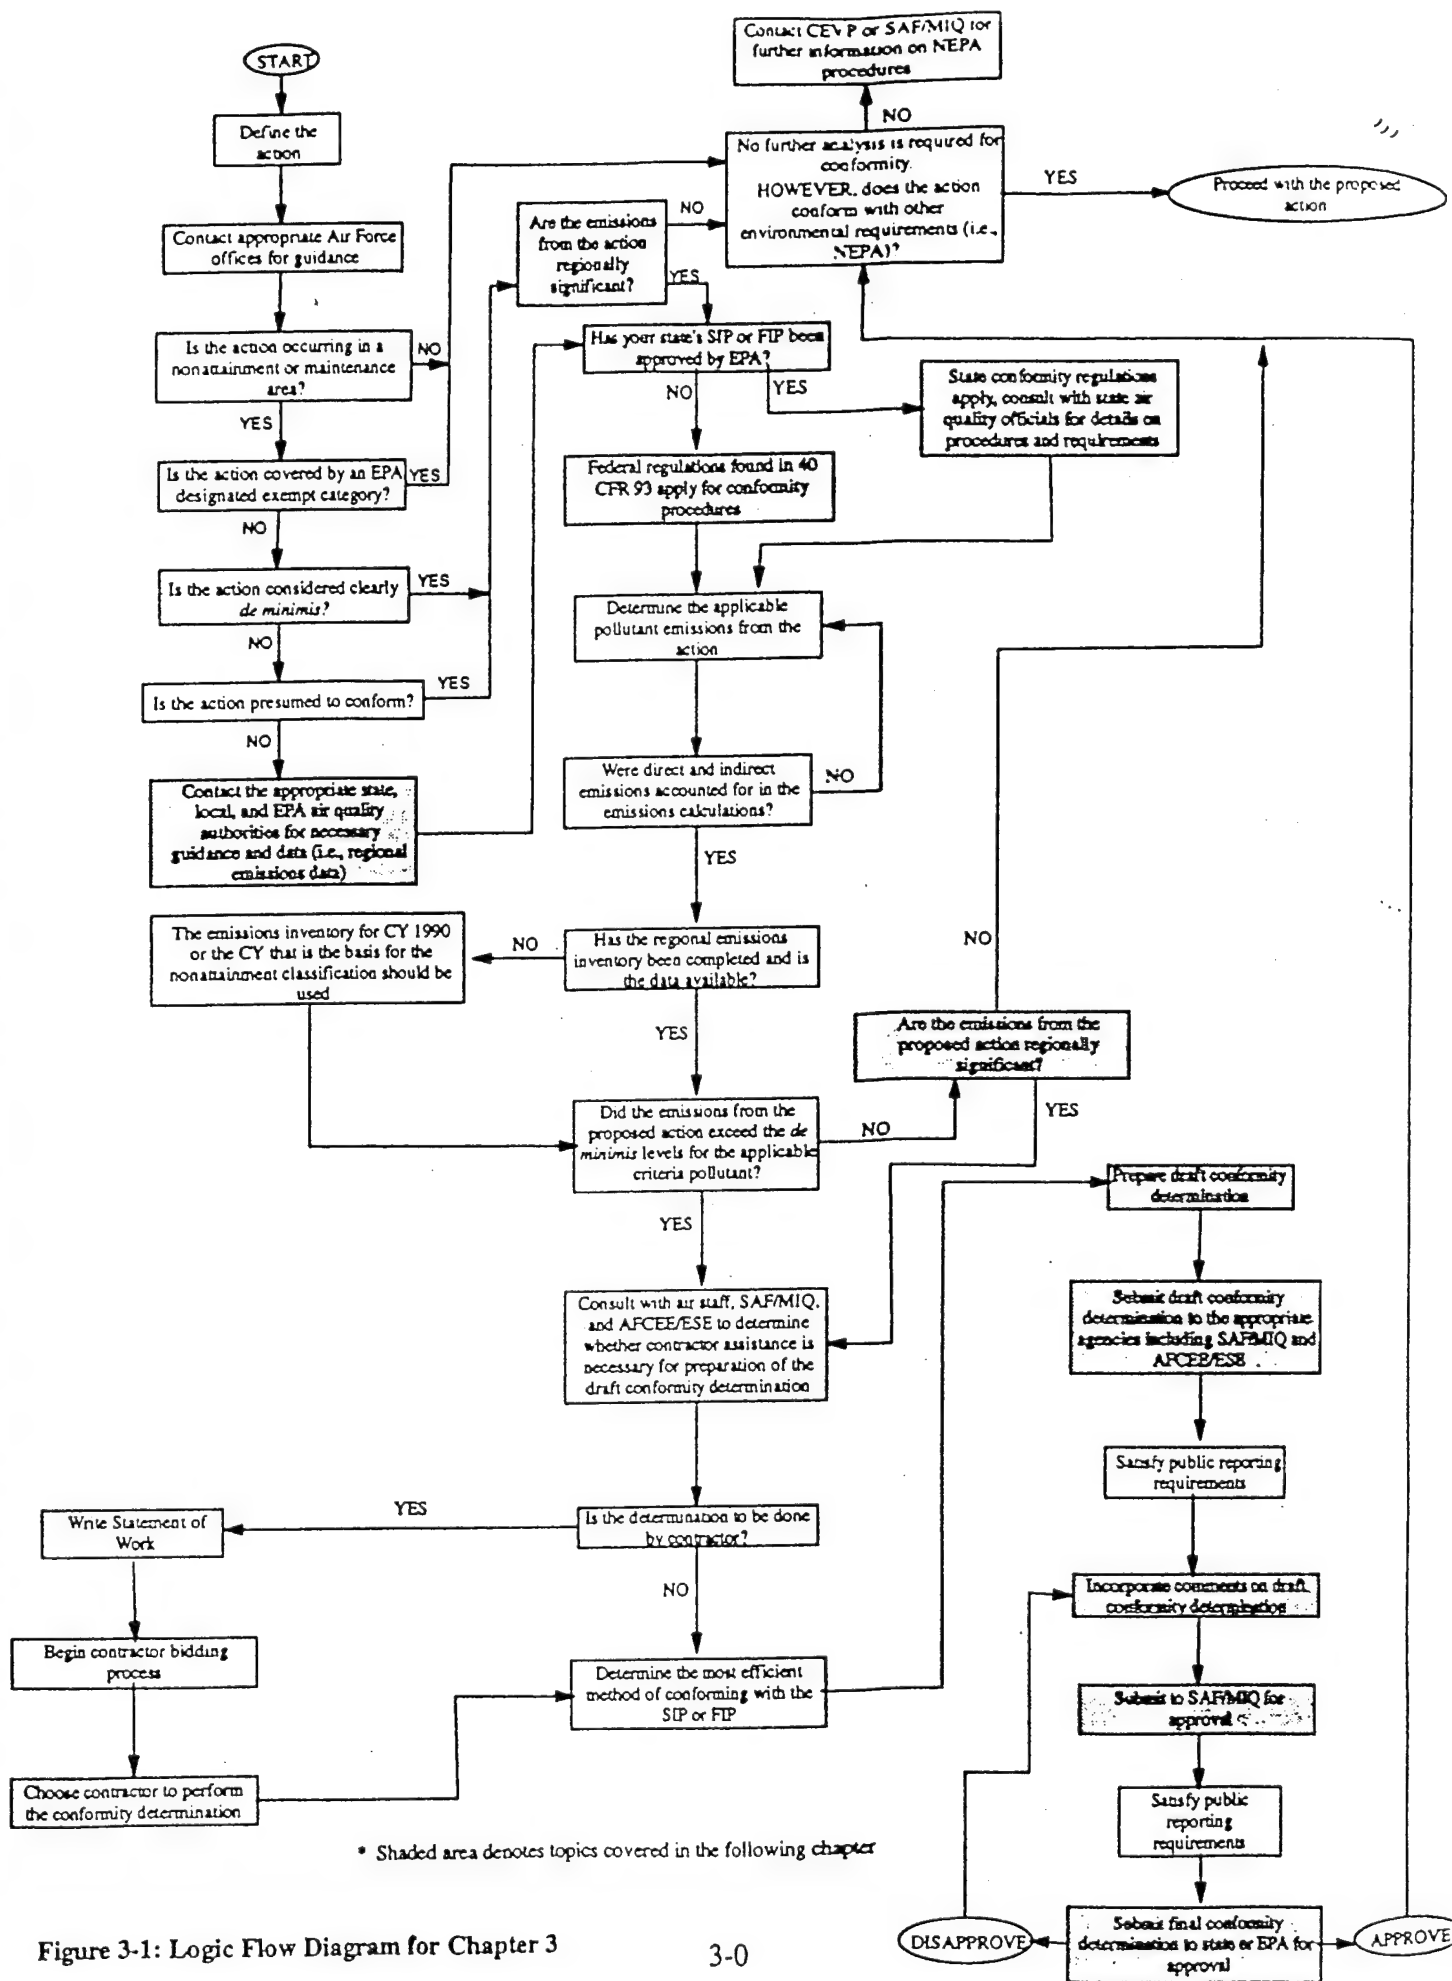 START
Define the
action
Contact appropriate Air Force
offices for guidance
Is the action occurring in a
nonattainment or maintenance
area?
NO
YES
Is the action covered by an EPA
designated exempt category?
YES
NO
Is the action considered clearly
de minimis?
YES
NO
Is the action presumed to conform?
YES
NO
Contact the appropriate state,
local, and EPA air quality
authorities for necessary
guidance and data (i.e., regional
emissions data)
Contact CEVP or SAF/MIQ for
further information on NEPA
procedures
NO
No further analysis is required for
conformity.
HOWEVER, does the action
conform with other
environmental requirements (i.e.,
NEPA)?
YES
Proceed with the proposed
action
Are the emissions
from the action
regionally
significant?
NO
YES
Has your state's SIP or FIP been
approved by EPA?
NO
YES
State conformity regulations
apply, consult with state air
quality officials for details on
procedures and requirements
Federal regulations found in 40
CFR 93 apply for conformity
procedures
Determine the applicable
pollutant emissions from the
action
Were direct and indirect
emissions accounted for in the
emissions calculations?
NO
YES
The emissions inventory for CY 1990
or the CY that is the basis for the
nonattainment classification should be
used
NO
Has the regional emissions
inventory been completed and is
the data available?
YES
NO
Are the emissions from the
proposed action regionally
significant?
YES
Did the emissions from the
proposed action exceed the de
minimis levels for the applicable
criteria pollutant?
NO
YES
Consult with air staff, SAF/MIQ,
and AFCEE/ESE to determine
whether contractor assistance is
necessary for preparation of the
draft conformity determination
Is the determination to be done
by contractor?
YES
NO
Write Statement of
Work
Begin contractor bidding
process
Choose contractor to perform
the conformity determination
Determine the most efficient
method of conforming with the
SIP or FIP
Prepare draft conformity
determination
Submit draft conformity
determination to the appropriate
agencies including SAF/MIQ and
AFCEE/ESE
Satisfy public reporting
requirements
Incorporate comments on draft
conformity determination
Submit to SAF/MIQ for
approval
Satisfy public
reporting
requirements
Submit final conformity
determination to state or EPA for
approval
DISAPPROVE
APPROVE
* Shaded area denotes topics covered in the following chapter
Figure 3-1: Logic Flow Diagram for Chapter 3
3-0